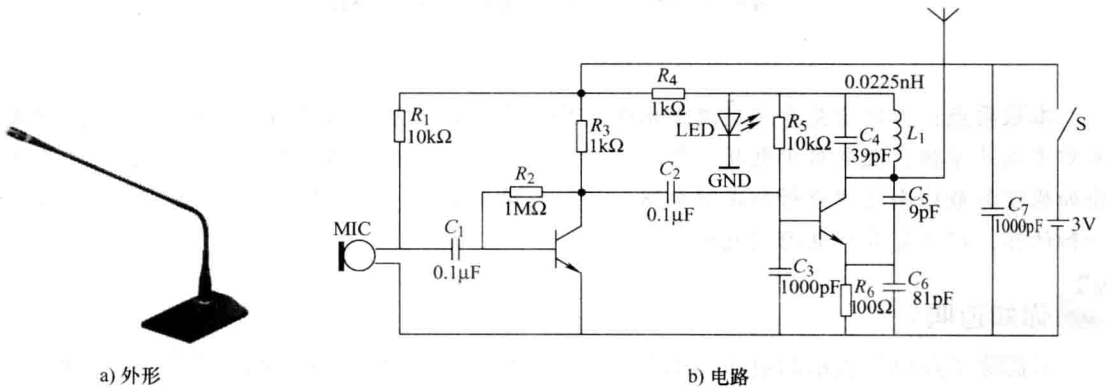 0.0225nH
R4
1kΩ
R1
10kΩ
R3
1kΩ
LED
R5
10kΩ
C4
39pF
L1
S
R2
1MΩ
C2
0.1μF
GND
C5
9pF
C7
1000pF
3V
MIC
C1
0.1μF
C3
1000pF
R6
100Ω
C6
81pF
a) 外形
b) 电路